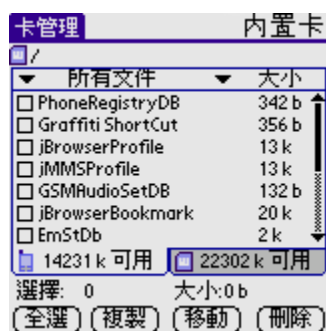 卡管理 内置卡
/
所有文件 大小
PhoneRegistryDB 342 b
Graffiti ShortCut 356 b
jBrowserProfile 13 k
jMMSProfile 13 k
GSMAudioSetDB 132 b
jBrowserBookmark 20 k
EmStDb 2 k
14231 k 可用 22302 k 可用
選擇: 0 大小:0 b
全選 複製 移動 刪除